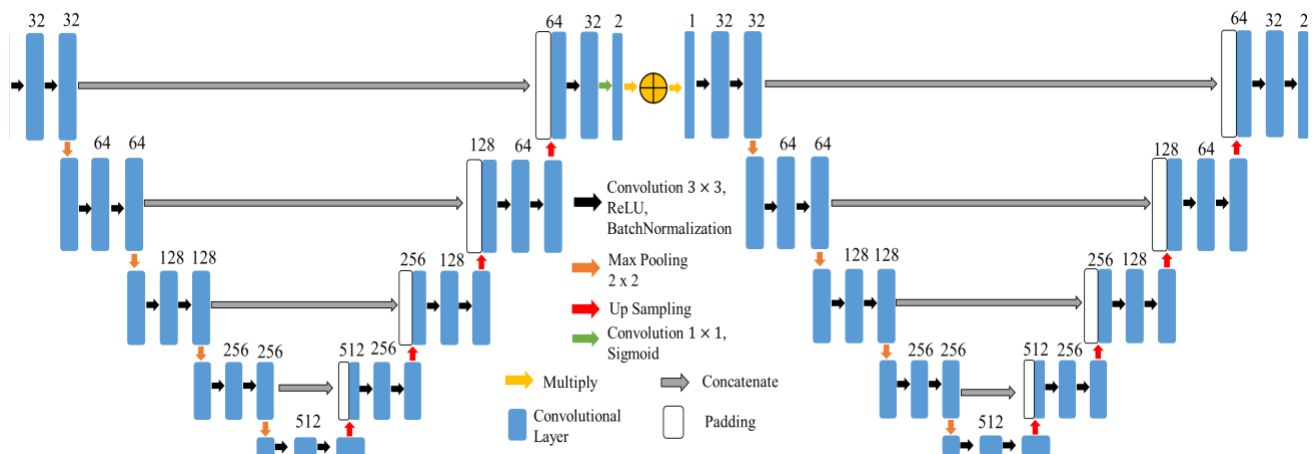 32 32 64 32 2 1 32 32 64 32 2
64 64 128 64 64 64 128 64
128 128 256 128 128 128 256 128
256 256 512 256 256 256 512 256
512 512
Convolution 3 × 3,
ReLU,
BatchNormalization
Max Pooling
2 x 2
Up Sampling
Convolution 1 × 1,
Sigmoid
Multiply
Concatenate
Convolutional
Layer
Padding